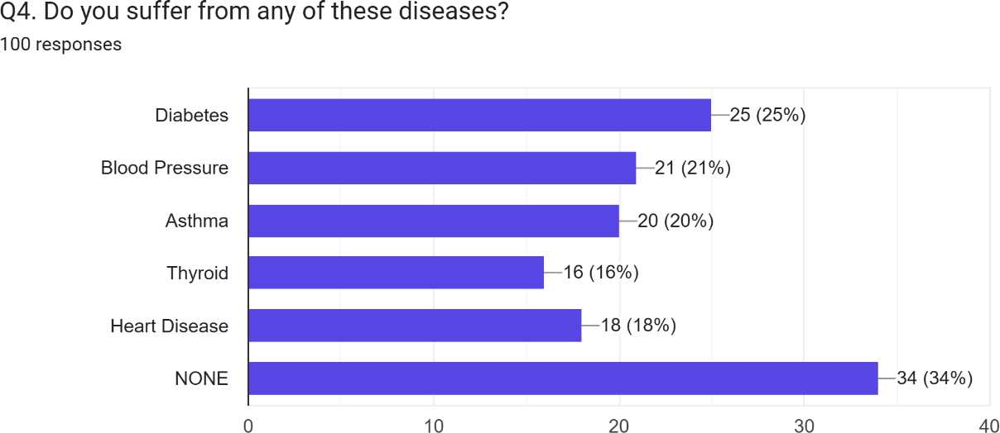 Q4. Do you suffer from any of these diseases?
100 responses
Diabetes 25 (25%)
Blood Pressure 21 (21%)
Asthma 20 (20%)
Thyroid 16 (16%)
Heart Disease 18 (18%)
NONE 34 (34%)
0 10 20 30 40